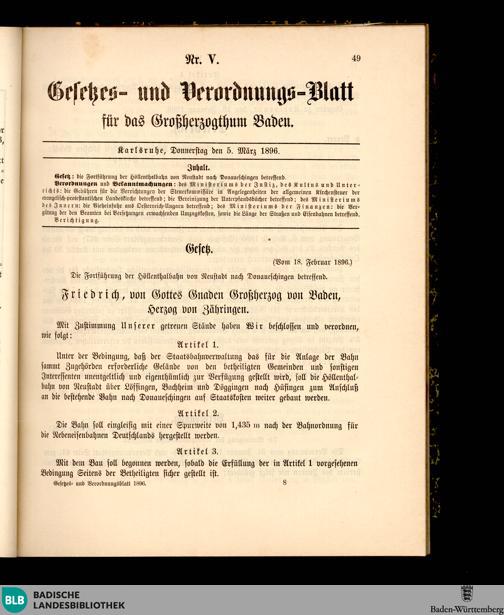 Nr. V.
49
Gesetzes- und Verordnungs-Blatt
für das Großherzogthum Baden.
Karlsruhe, Donnerstag den 5. März 1896.
Inhalt.
Gesetz: die Fortführung der Höllenthalbahn von Neustadt nach Donaueschingen betreffend.
Verordnungen und Bekanntmachungen: des Ministeriums der Justiz, des Kultus und Unter-
richts: die Gebühren für die Verrichtungen der Steuerkommissäre in Angelegenheiten der allgemeinen Kirchensteuer der
evangelisch-protestantischen Landeskirche betreffend; die Vereinigung der Unterpfandsbücher betreffend; des Ministeriums
des Innern: die Vieheinfuhr aus Oesterreich-Ungarn betreffend; des Ministeriums der Finanzen: die Ver-
gütung der den Beamten bei Versetzungen erwachsenden Umzugskosten, sowie die Länge der Straßen und Eisenbahnen betreffend.
Berichtigung.
Gesetz.
(Vom 18. Februar 1896.)
Die Fortführung der Höllenthalbahn von Neustadt nach Donaueschingen betreffend.
Friedrich, von Gottes Gnaden Großherzog von Baden,
Herzog von Zähringen.
Mit Zustimmung Unserer getreuen Stände haben Wir beschlossen und verordnen,
wie folgt:
Artikel 1.
Unter der Bedingung, daß der Staatsbahnverwaltung das für die Anlage der Bahn
sammt Zugehörden erforderliche Gelände von den betheiligten Gemeinden und sonstigen
Interessenten unentgeltlich und eigenthümlich zur Verfügung gestellt wird, soll die Höllenthal-
bahn von Neustadt über Löffingen, Bachheim und Döggingen nach Hüfingen zum Anschluß
an die bestehende Bahn nach Donaueschingen auf Staatskosten weiter gebaut werden.
Artikel 2.
Die Bahn soll eingleisig mit einer Spurweite von 1,435 m nach der Bahnordnung für
die Nebeneisenbahnen Deutschlands hergestellt werden.
Artikel 3.
Mit dem Bau soll begonnen werden, sobald die Erfüllung der in Artikel 1 vorgesehenen
Bedingung Seitens der Betheiligten sicher gestellt ist.
Gesetzes- und Verordnungsblatt 1896.
8
BLB
BADISCHE
LANDESBIBLIOTHEK
Baden-Württemberg